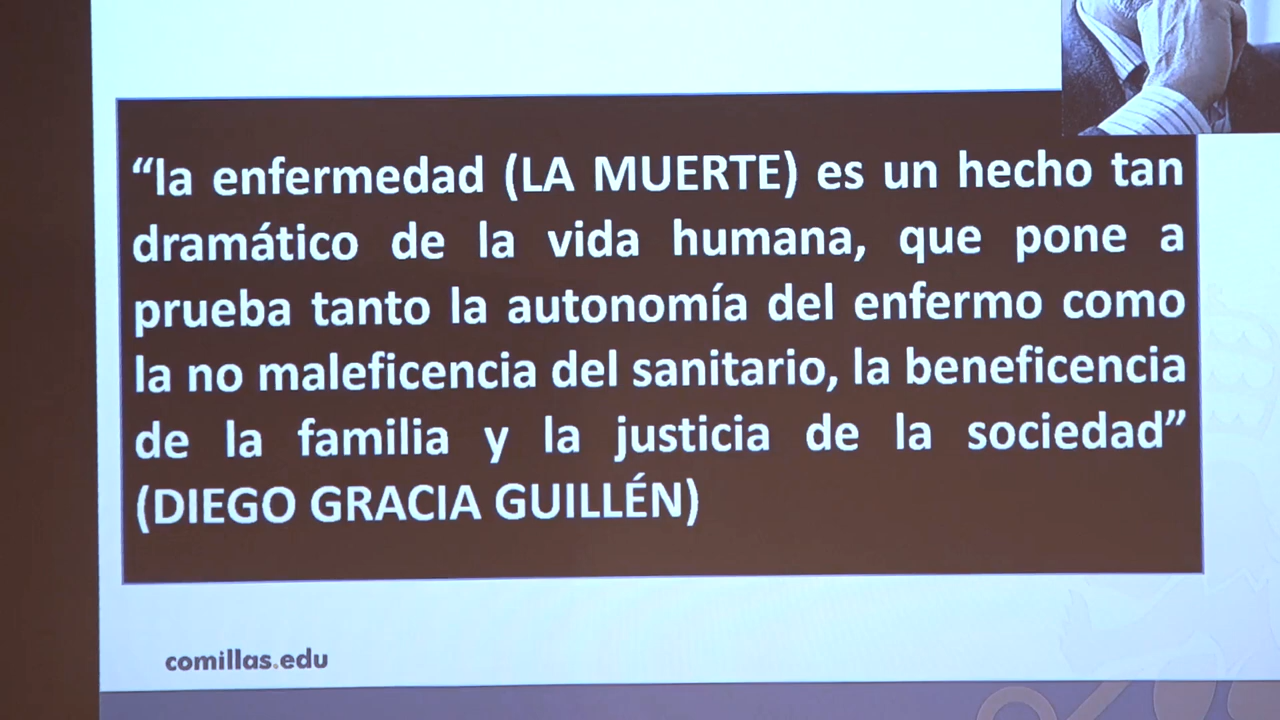 “la enfermedad (LA MUERTE) es un hecho tan
dramático de la vida humana, que pone a
prueba tanto la autonomía del enfermo como
la no maleficencia del sanitario, la beneficencia
de la familia y la justicia de la sociedad”
(DIEGO GRACIA GUILLÉN)
comillas.edu